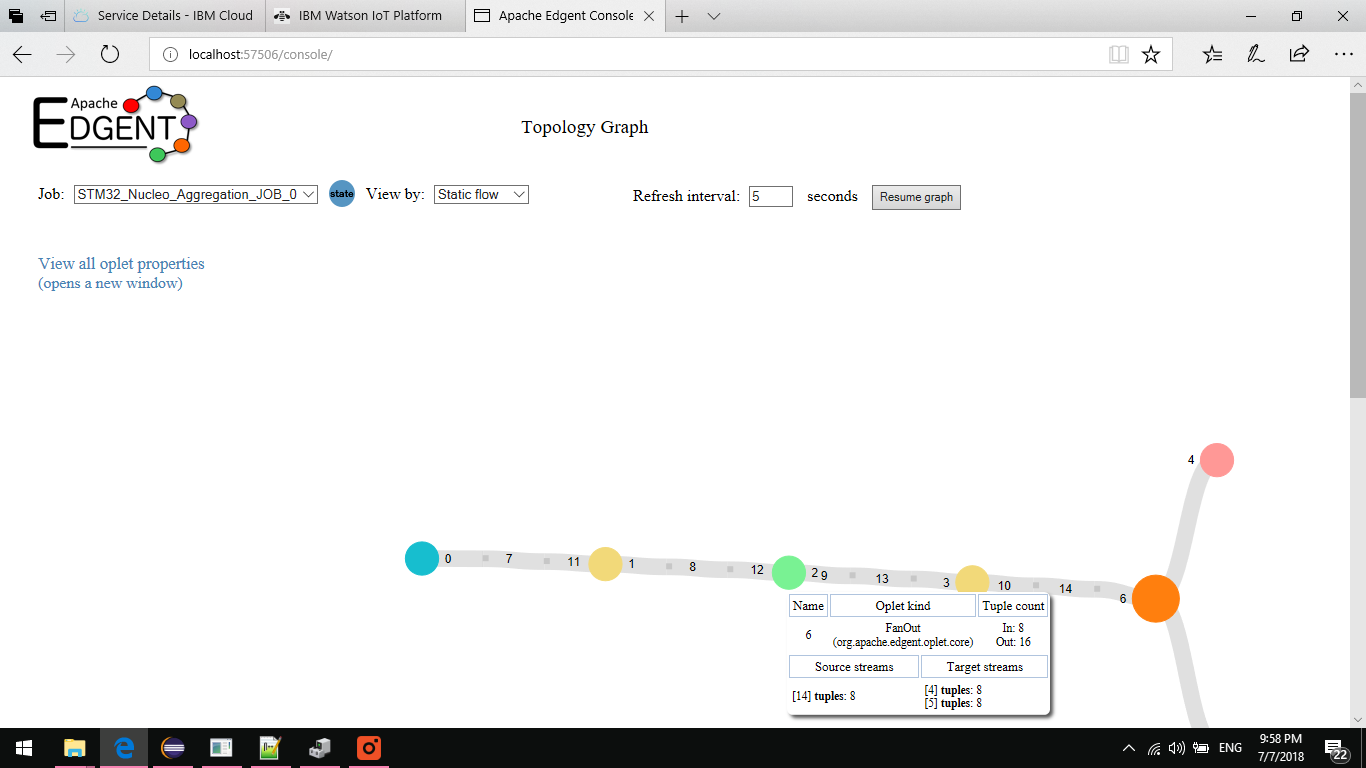 Service Details - IBM Cloud
IBM Watson IoT Platform
Apache Edgent Console
localhost:57506/console/
Apache
EDGENT
Topology Graph
Job: STM32_Nucleo_Aggregation_JOB_0 state View by: Static flow Refresh interval: 5 seconds Resume graph
View all oplet properties
(opens a new window)
4
0 7 11 1 8 12 2 9 13 3 10 14 6
Name Oplet kind Tuple count
6 FanOut In: 8
(org.apache.edgent.oplet.core) Out: 16
Source streams Target streams
[14] tuples: 8 [4] tuples: 8
[5] tuples: 8
ENG
9:58 PM
7/7/2018
22